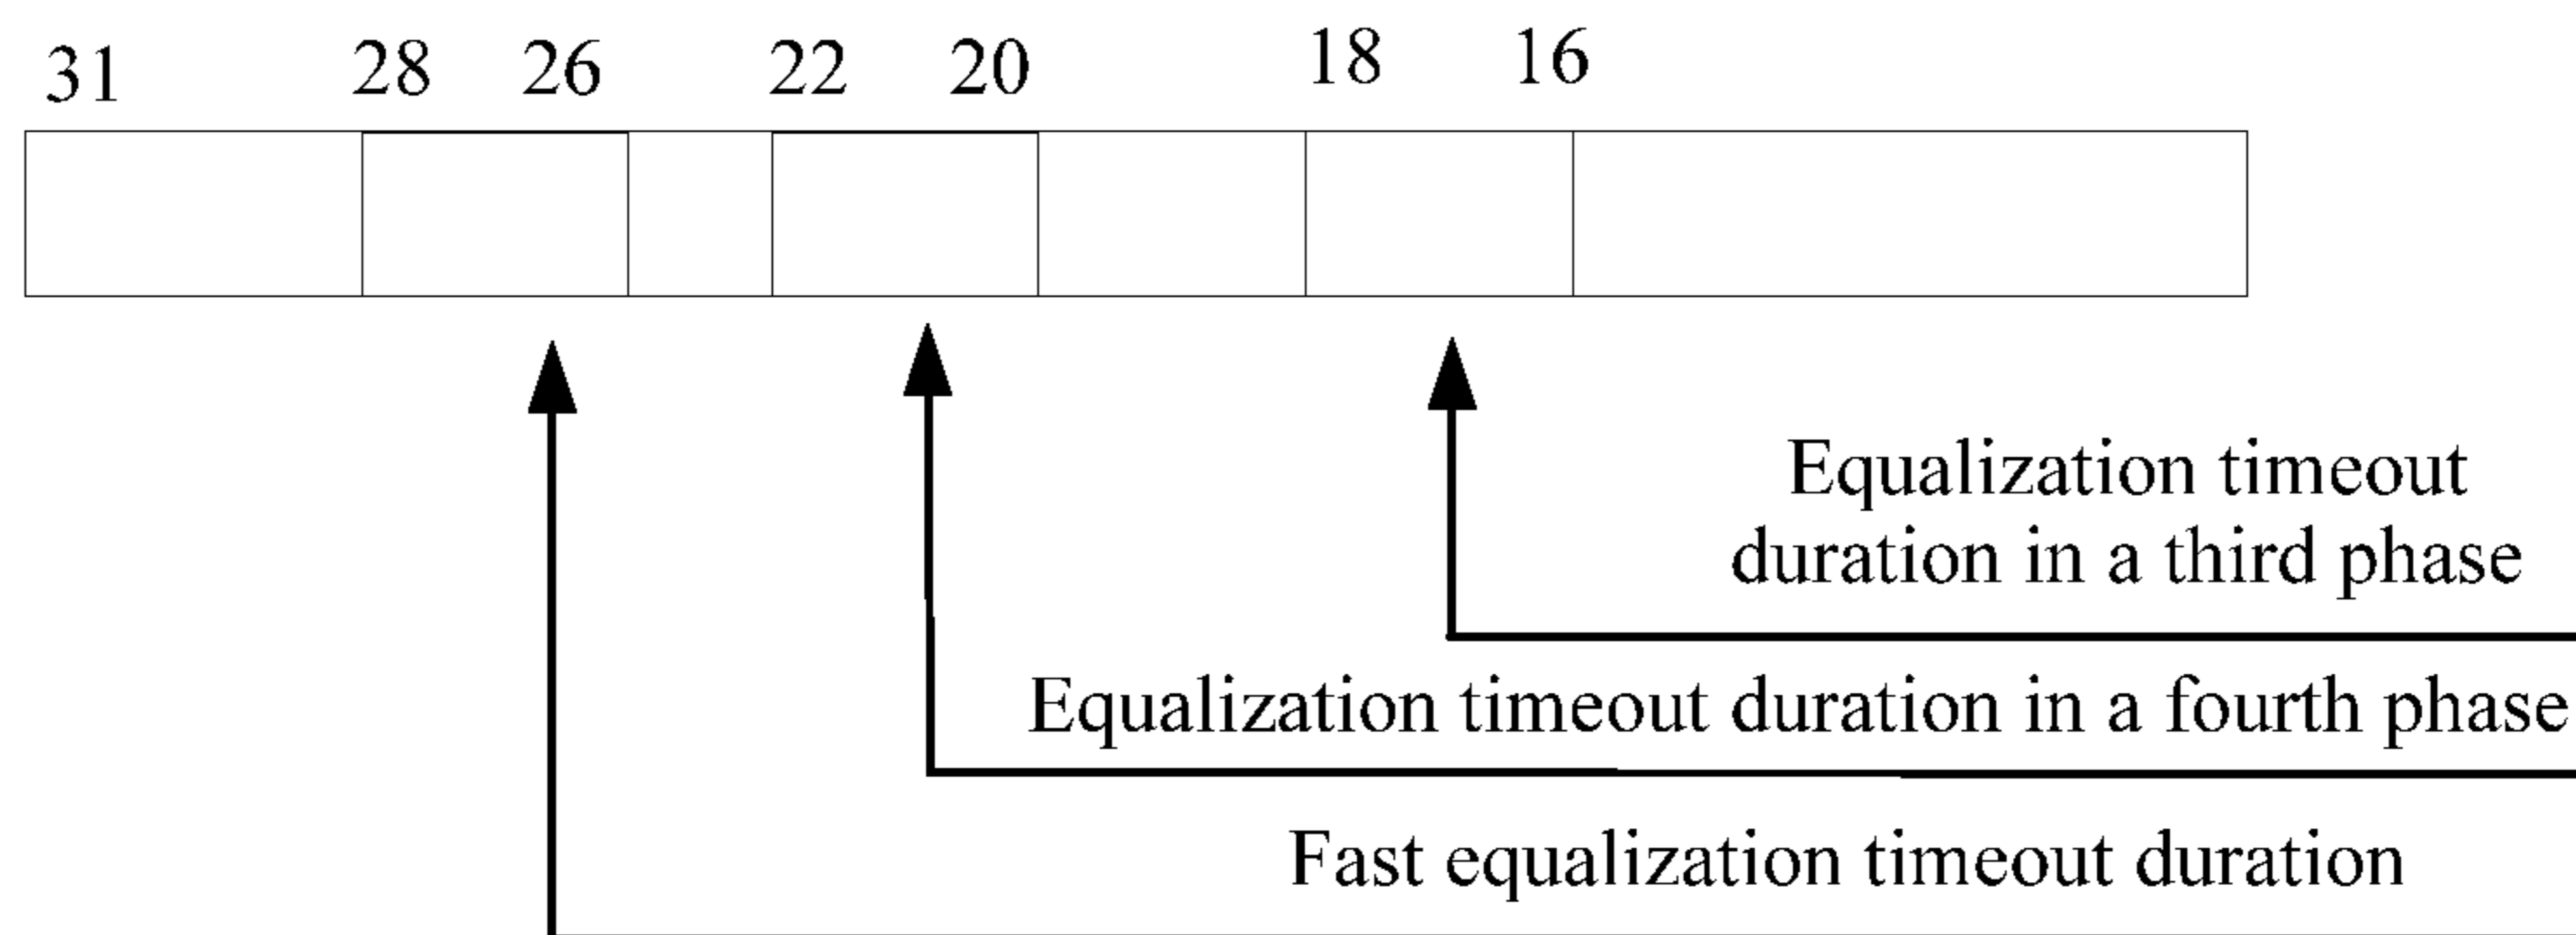 31 28 26 22 20 18 16
Equalization timeout
duration in a third phase
Equalization timeout duration in a fourth phase
Fast equalization timeout duration